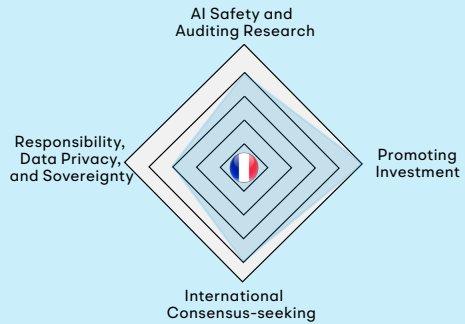 AI Safety and
Auditing Research
Responsibility,
Data Privacy,
and Sovereignty
Promoting
Investment
International
Consensus-seeking